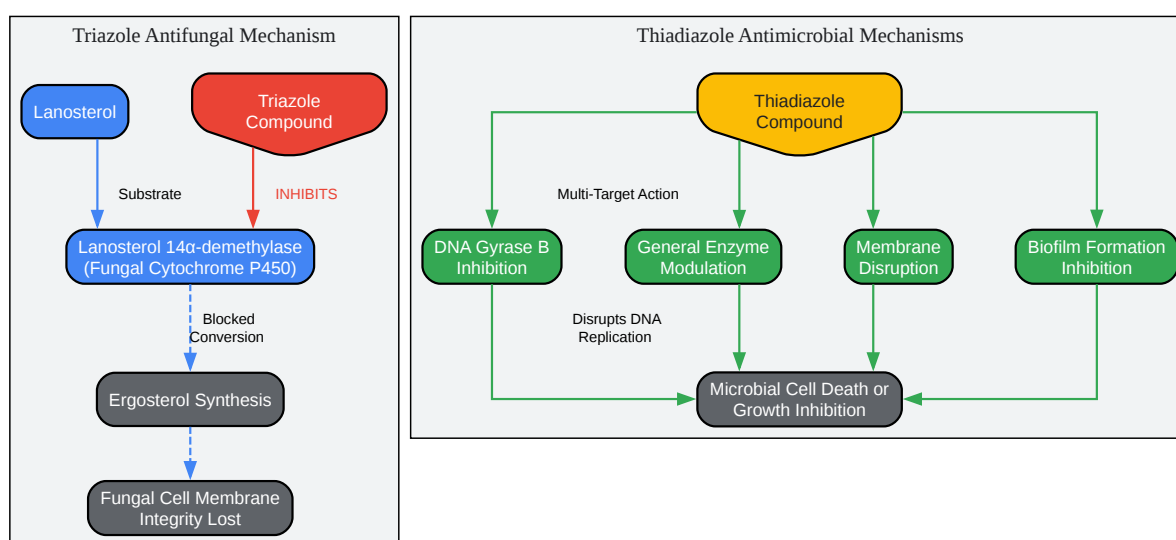 Triazole Antifungal Mechanism
Lanosterol
Triazole
Compound
Substrate
INHIBITS
Lanosterol 14α-demethylase
(Fungal Cytochrome P450)
Blocked
Conversion
Ergosterol Synthesis
Fungal Cell Membrane
Integrity Lost
Thiadiazole Antimicrobial Mechanisms
Thiadiazole
Compound
Multi-Target Action
DNA Gyrase B
Inhibition
General Enzyme
Modulation
Membrane
Disruption
Biofilm Formation
Inhibition
Disrupts DNA
Replication
Microbial Cell Death or
Growth Inhibition